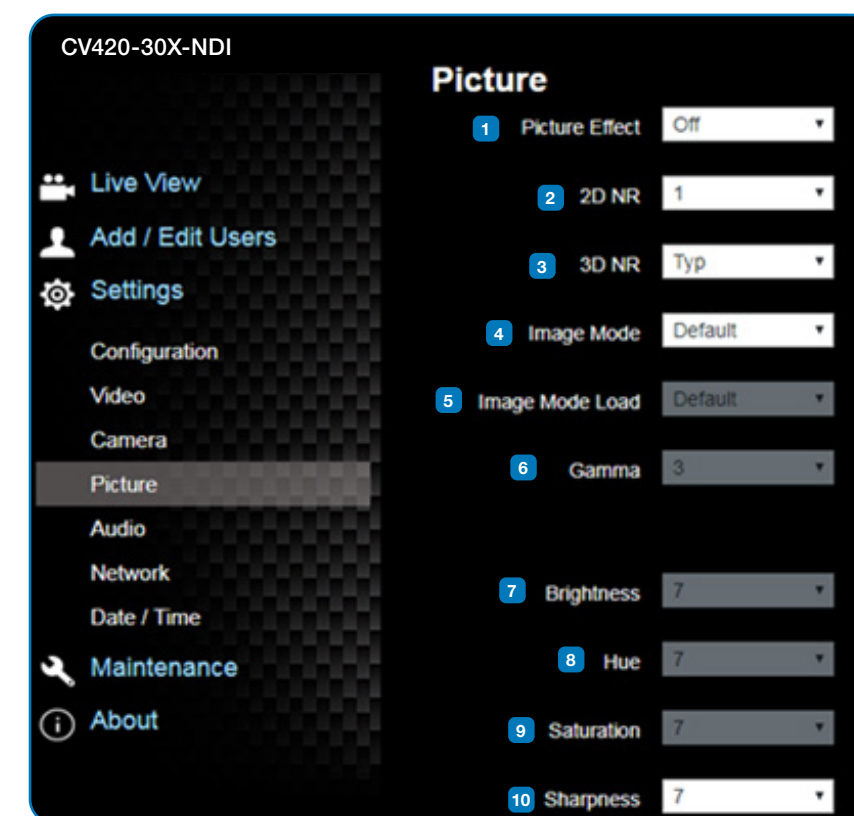 CV420-30X-NDI
Live View
Add / Edit Users
Settings
Configuration
Video
Camera
Picture
Audio
Network
Date / Time
Maintenance
About
Picture
1 Picture Effect Off
2 2D NR 1
3 3D NR Typ
4 Image Mode Default
5 Image Mode Load Default
6 Gamma 3
7 Brightness 7
8 Hue 7
9 Saturation 7
10 Sharpness 7